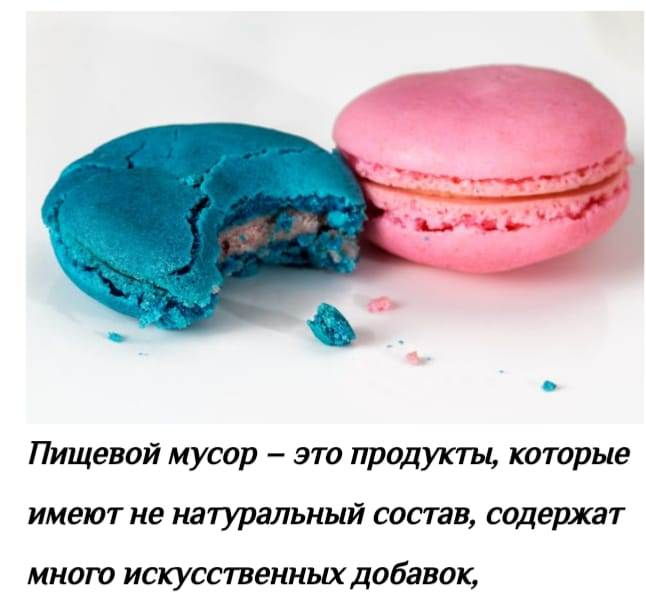 Пищевой мусор – это продукты, которые
имеют не натуральный состав, содержат
много искусственных добавок,